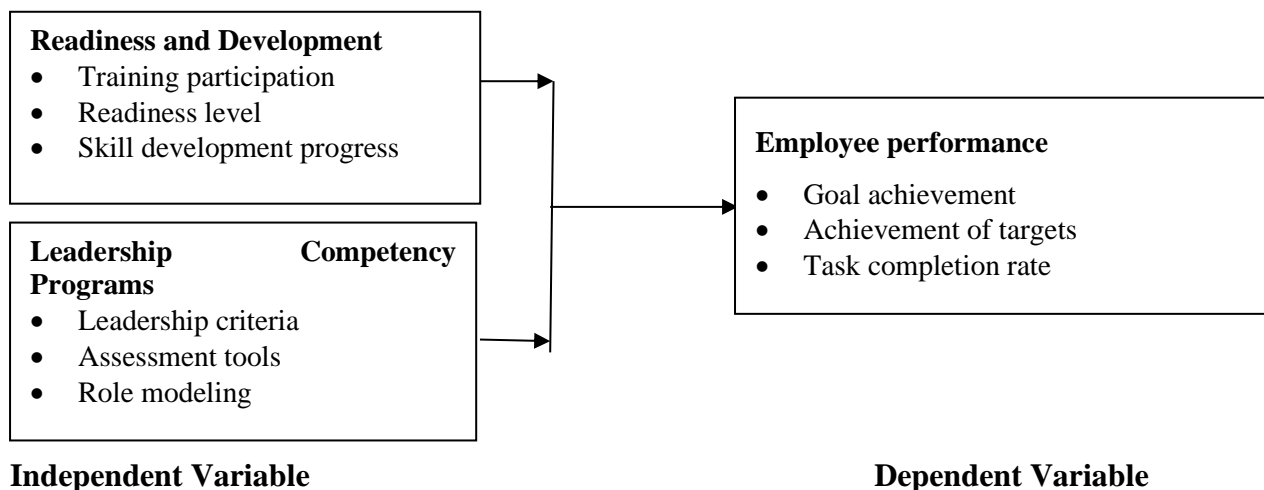 Readiness and Development
• Training participation
• Readiness level
• Skill development progress
Leadership Competency
Programs
• Leadership criteria
• Assessment tools
• Role modeling
Employee performance
• Goal achievement
• Achievement of targets
• Task completion rate
Independent Variable
Dependent Variable